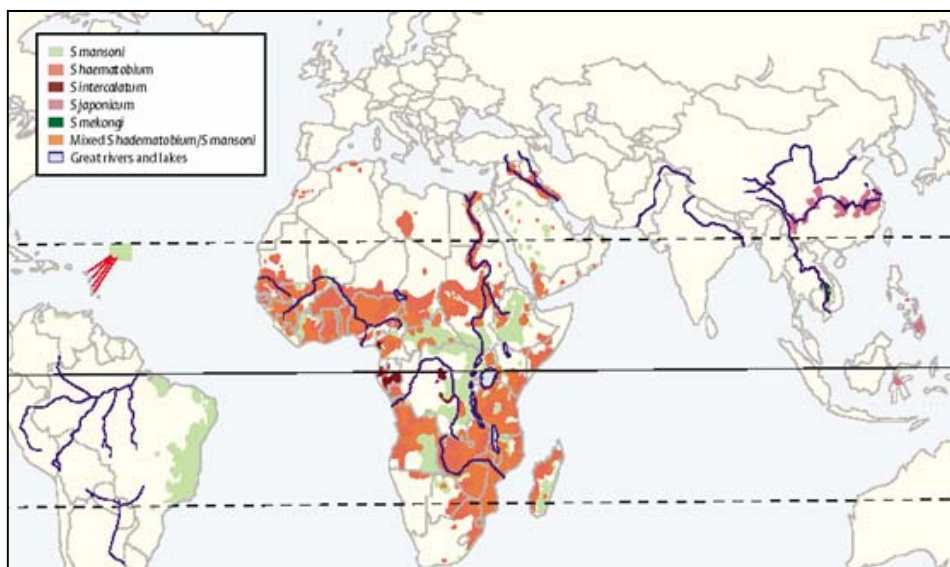 S mansoni
S haematobium
S intercalatum
S japonicum
S mekongi
Mixed S hadematobium/S mansoni
Great rivers and lakes